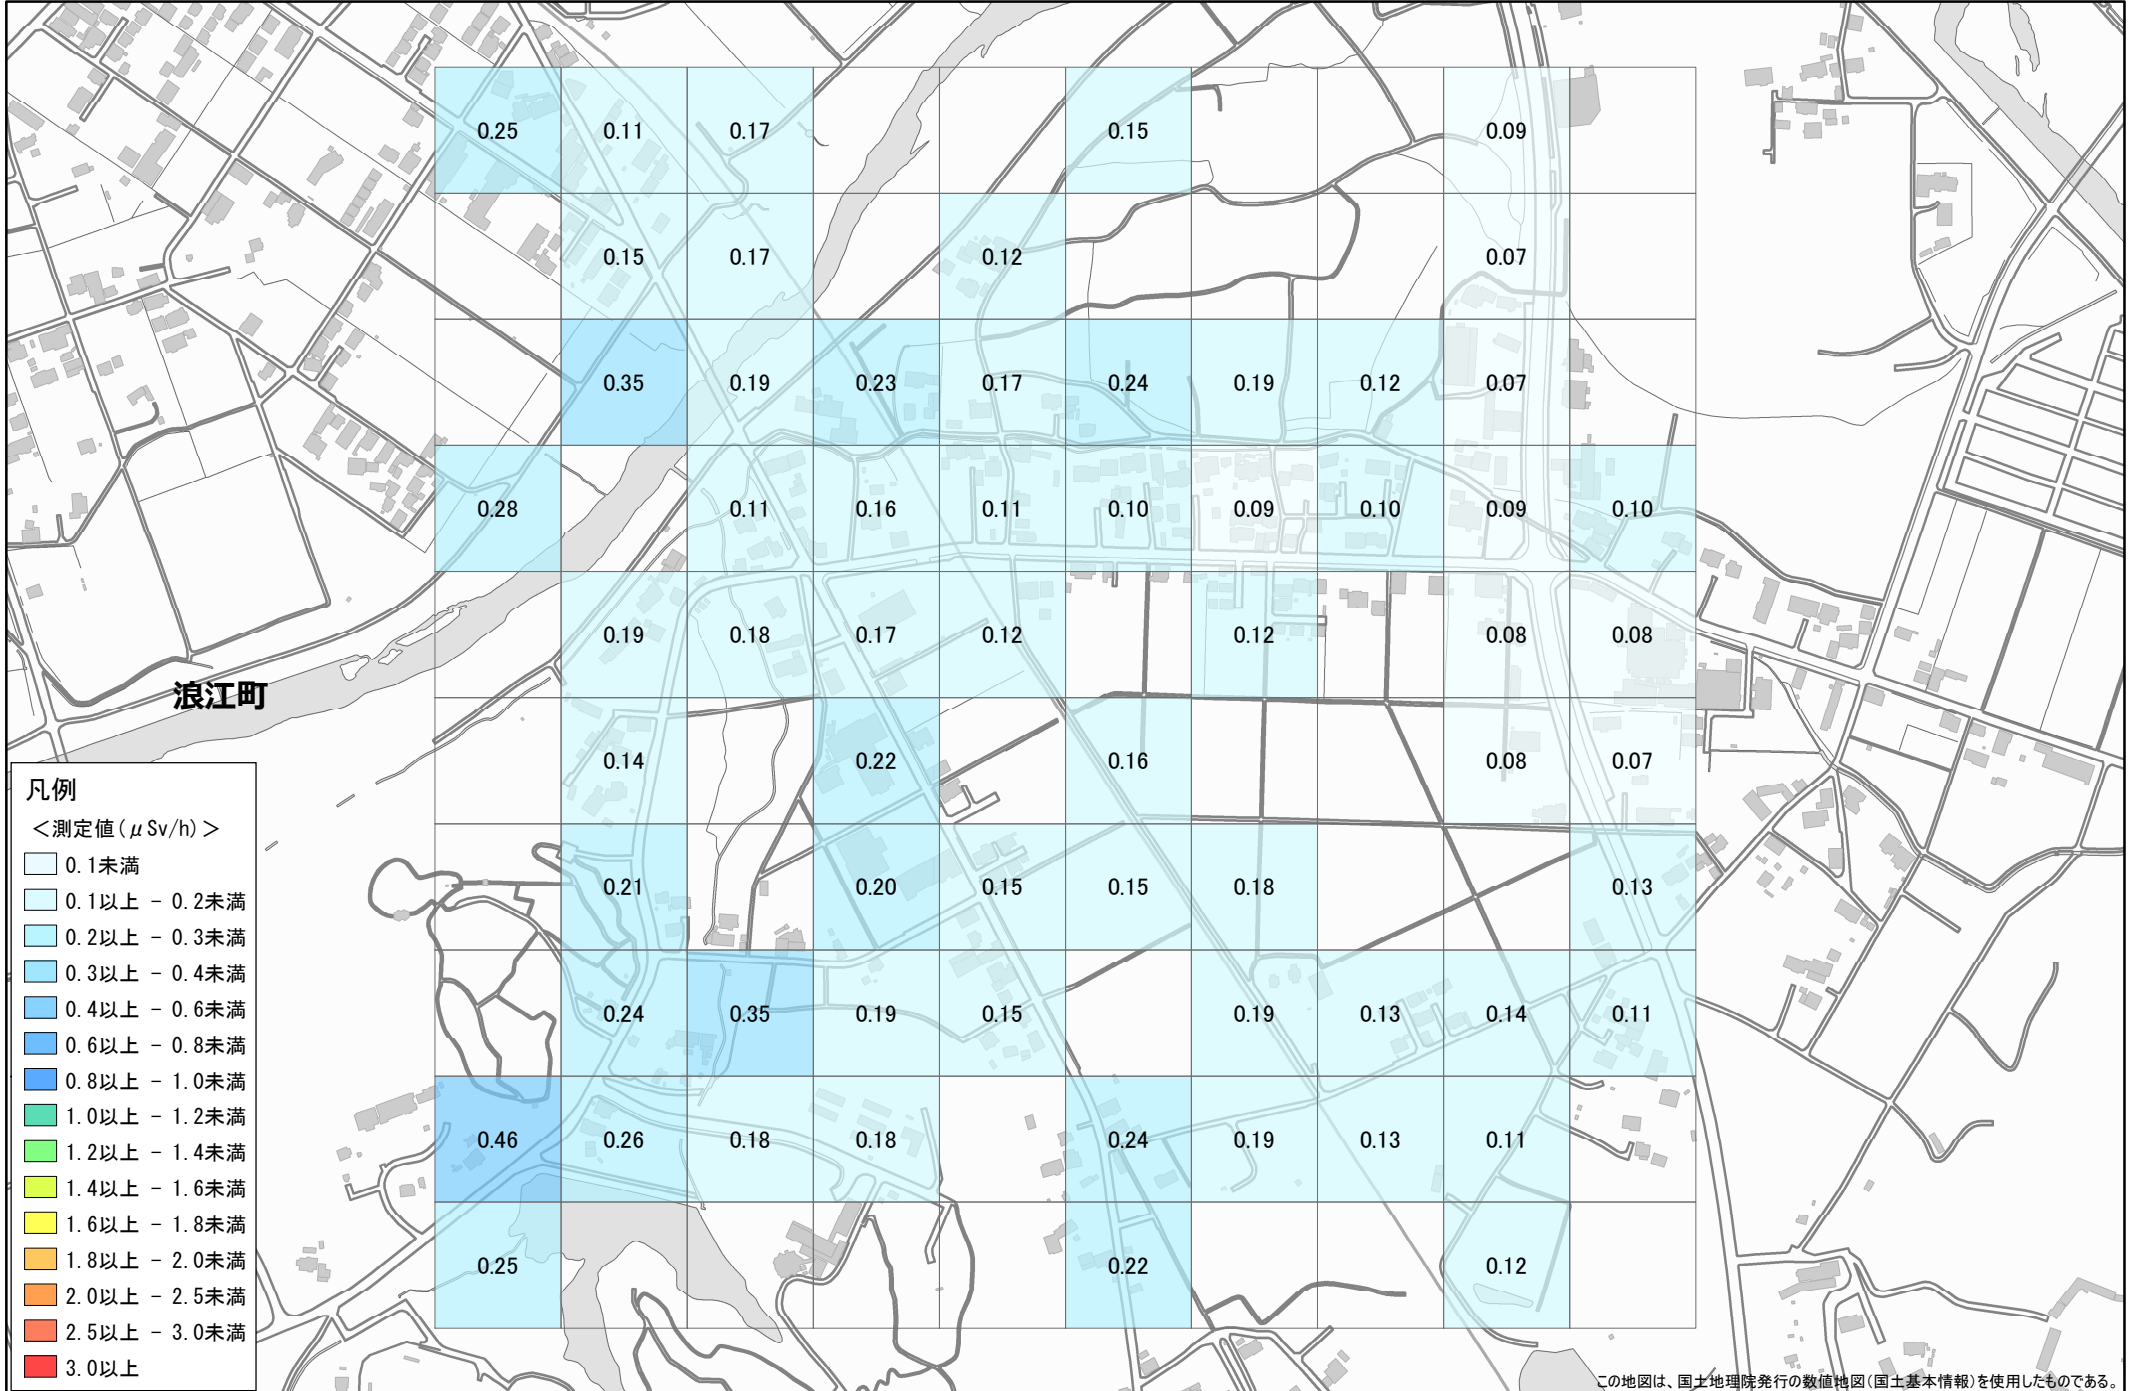 0.25 0.11 0.17 0.15 0.09
0.15 0.17 0.12 0.07
0.35 0.19 0.23 0.17 0.24 0.19 0.12 0.07
0.28 0.11 0.16 0.11 0.10 0.09 0.10 0.09 0.10
0.19 0.18 0.17 0.12 0.12 0.08 0.08
浪江町
0.14 0.22 0.16 0.08 0.07
0.21 0.20 0.15 0.15 0.18 0.13
0.24 0.35 0.19 0.15 0.19 0.13 0.14 0.11
0.46 0.26 0.18 0.18 0.24 0.19 0.13 0.11
0.25 0.22 0.12
凡例
＜測定値(μSv/h)＞
0.1未満
0.1以上 - 0.2未満
0.2以上 - 0.3未満
0.3以上 - 0.4未満
0.4以上 - 0.6未満
0.6以上 - 0.8未満
0.8以上 - 1.0未満
1.0以上 - 1.2未満
1.2以上 - 1.4未満
1.4以上 - 1.6未満
1.6以上 - 1.8未満
1.8以上 - 2.0未満
2.0以上 - 2.5未満
2.5以上 - 3.0未満
3.0以上
この地図は、国土地理院発行の数値地図(国土基本情報)を使用したものである。